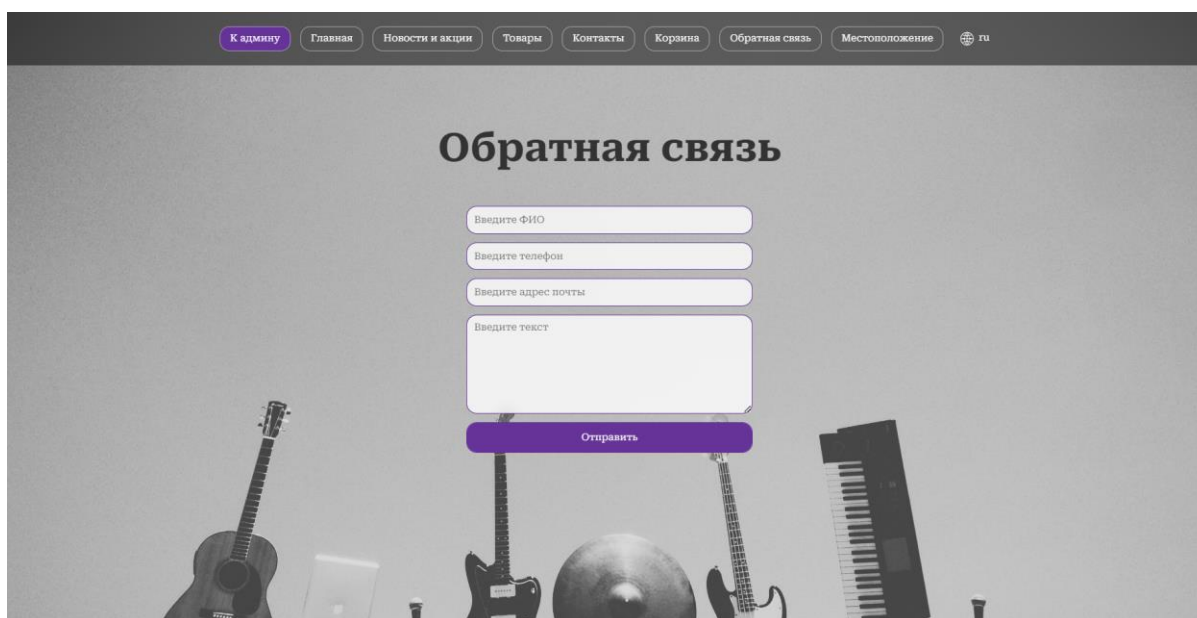 К админу Главная Новости и акции Товары Контакты Корзина Обратная связь Местоположение ru
Обратная связь
Введите ФИО
Введите телефон
Введите адрес почты
Введите текст
Отправить